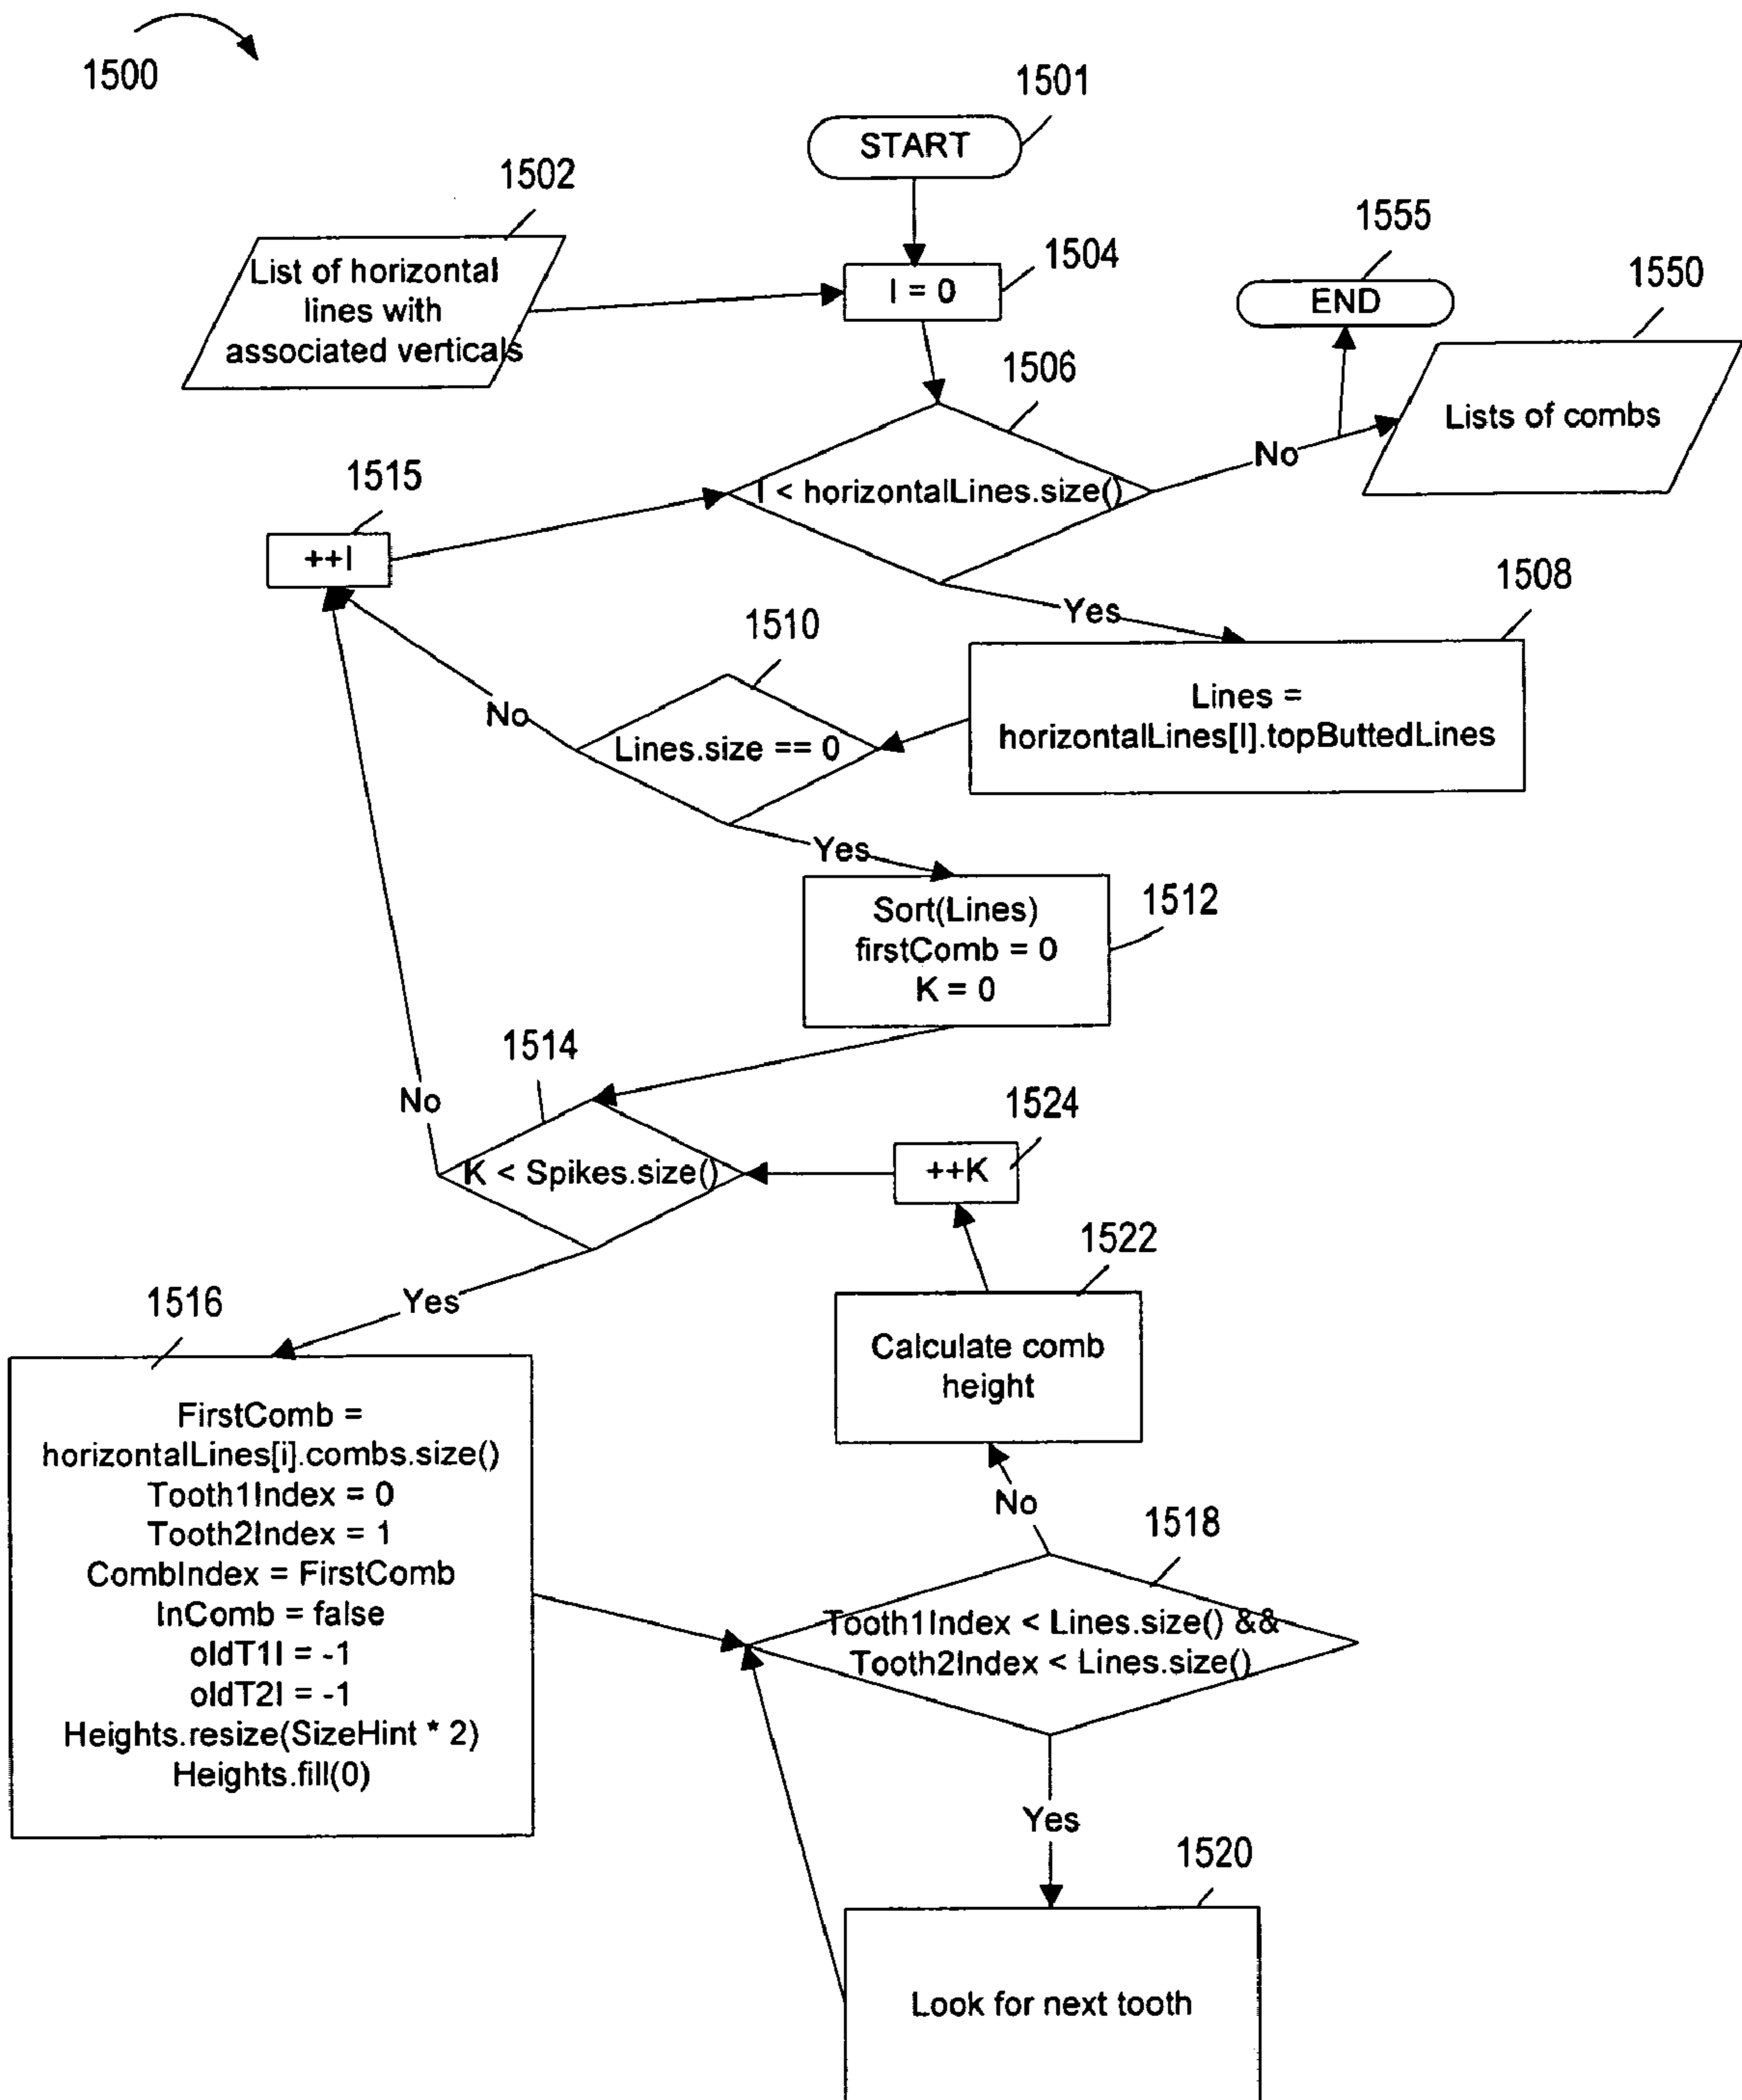 1500
1501
START
1502
List of horizontal
lines with
associated verticals
1504
I = 0
1555
END
1550
Lists of combs
1506
I < horizontalLines.size()
No
1515
++I
Yes
1508
Lines =
horizontalLines[I].topButtedLines
1510
Lines.size == 0
No
Yes
1512
Sort(Lines)
firstComb = 0
K = 0
1514
K < Spikes.size()
No
1524
++K
1522
Calculate comb
height
Yes
1516
FirstComb =
horizontalLines[i].combs.size()
Tooth1Index = 0
Tooth2Index = 1
CombIndex = FirstComb
InComb = false
oldT1I = -1
oldT2I = -1
Heights.resize(SizeHint * 2)
Heights.fill(0)
No
1518
Tooth1Index < Lines.size() &&
Tooth2Index < Lines.size()
Yes
1520
Look for next tooth